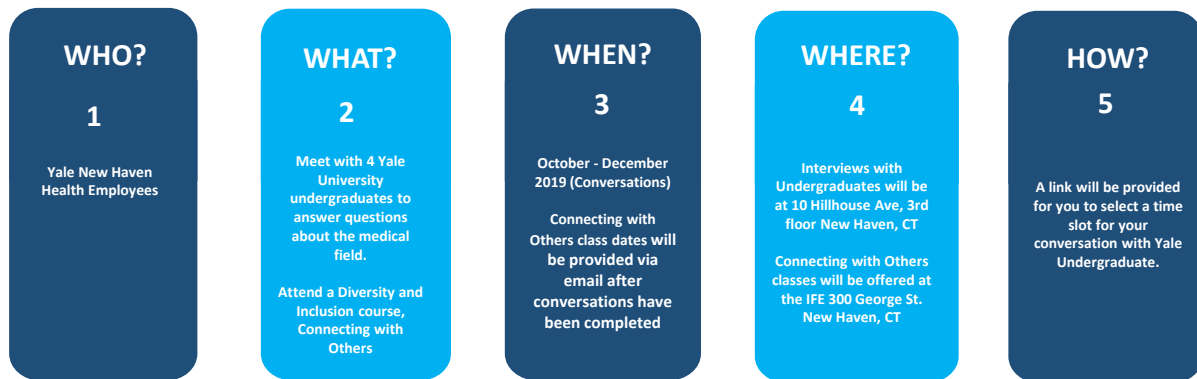 WHO?
1
Yale New Haven
Health Employees
WHAT?
2
Meet with 4 Yale
University
undergraduates to
answer questions
about the medical
field.
Attend a Diversity and
Inclusion course,
Connecting with
Others
WHEN?
3
October - December
2019 (Conversations)
Connecting with
Others class dates will
be provided via
email after
conversations have
been completed
WHERE?
4
Interviews with
Undergraduates will be
at 10 Hillhouse Ave, 3rd
floor New Haven, CT
Connecting with Others
classes will be offered at
the IFE 300 George St.
New Haven, CT
HOW?
5
A link will be provided
for you to select a time
slot for your
conversation with Yale
Undergraduate.